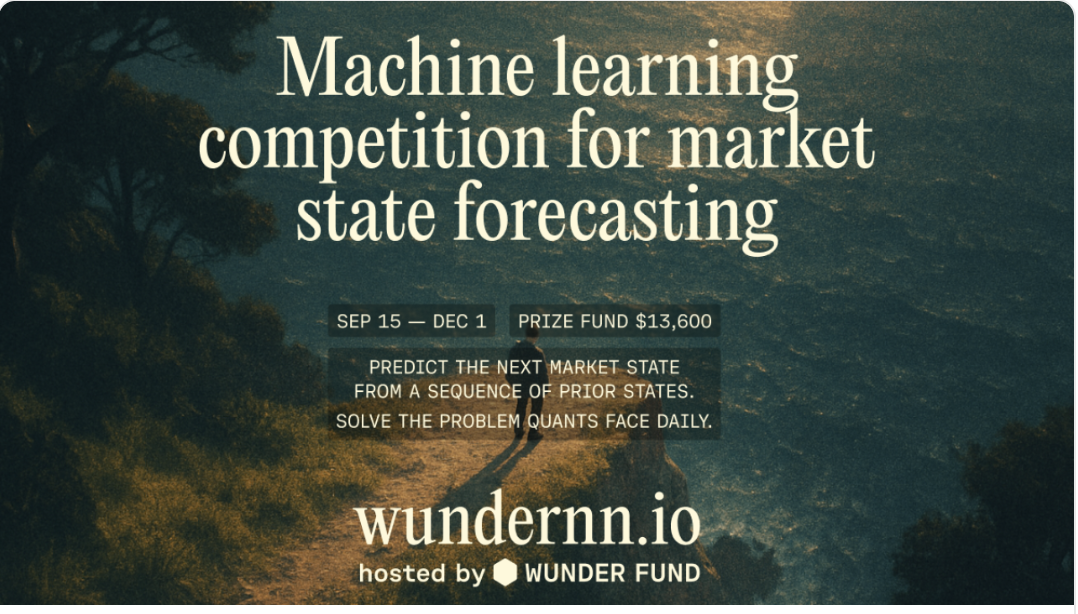 Machine learning
competition for market
state forecasting
SEP 15 — DEC 1
PRIZE FUND $13,600
PREDICT THE NEXT MARKET STATE
FROM A SEQUENCE OF PRIOR STATES.
SOLVE THE PROBLEM QUANTS FACE DAILY.
wundernn.io
hosted by WUNDER FUND